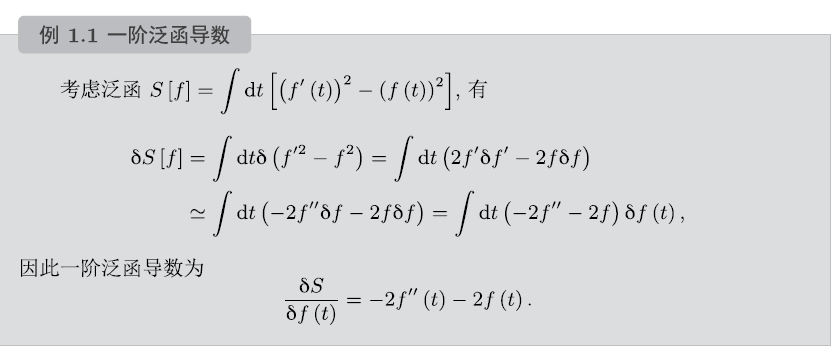 例 1.1 一阶泛函导数
考虑泛函 S [f] = ∫ dt [(f′ (t))² − (f (t))²], 有
δS [f] = ∫ dtδ (f′² − f²) = ∫ dt (2f′δf′ − 2fδf)
≃ ∫ dt (−2f″δf − 2fδf) = ∫ dt (−2f″ − 2f) δf (t) ,
因此一阶泛函导数为
δS / δf (t) = −2f″ (t) − 2f (t) .